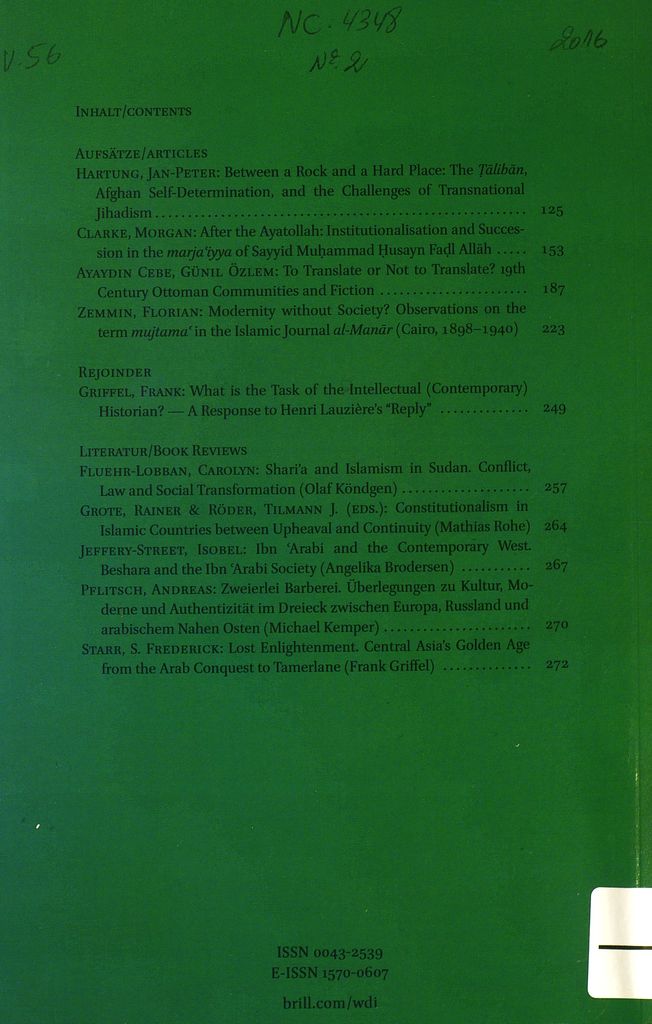 NC. 4348
V. 56
Nº. 2
2016
INHALT/CONTENTS
AUFSÄTZE/ARTICLES
HARTUNG, JAN-PETER: Between a Rock and a Hard Place: The Ṭālibān,
Afghan Self-Determination, and the Challenges of Transnational
Jihadism ..................................................... 125
CLARKE, MORGAN: After the Ayatollah: Institutionalisation and Succes-
sion in the marjaʿiyya of Sayyid Muḥammad Ḥusayn Faḍl Allāh ..... 153
AYAYDIN CEBE, GÜNIL ÖZLEM: To Translate or Not to Translate? 19th
Century Ottoman Communities and Fiction ....................... 187
ZEMMIN, FLORIAN: Modernity without Society? Observations on the
term mujtamaʿ in the Islamic Journal al-Manār (Cairo, 1898–1940) 223
REJOINDER
GRIFFEL, FRANK: What is the Task of the Intellectual (Contemporary)
Historian? — A Response to Henri Lauzière's "Reply" .............. 249
LITERATUR/BOOK REVIEWS
FLUEHR-LOBBAN, CAROLYN: Shari'a and Islamism in Sudan. Conflict,
Law and Social Transformation (Olaf Köndgen) .................... 257
GROTE, RAINER & RÖDER, TILMANN J. (EDS.): Constitutionalism in
Islamic Countries between Upheaval and Continuity (Mathias Rohe) 264
JEFFERY-STREET, ISOBEL: Ibn ʿArabi and the Contemporary West.
Beshara and the Ibn ʿArabi Society (Angelika Brodersen) ........... 267
PFLITSCH, ANDREAS: Zweierlei Barberei. Überlegungen zu Kultur, Mo-
derne und Authentizität im Dreieck zwischen Europa, Russland und
arabischem Nahen Osten (Michael Kemper) ....................... 270
STARR, S. FREDERICK: Lost Enlightenment. Central Asia's Golden Age
from the Arab Conquest to Tamerlane (Frank Griffel) .............. 272
ISSN 0043-2539
E-ISSN 1570-0607
brill.com/wdi